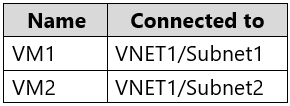 Name Connected to
VM1 VNET1/Subnet1
VM2 VNET1/Subnet2